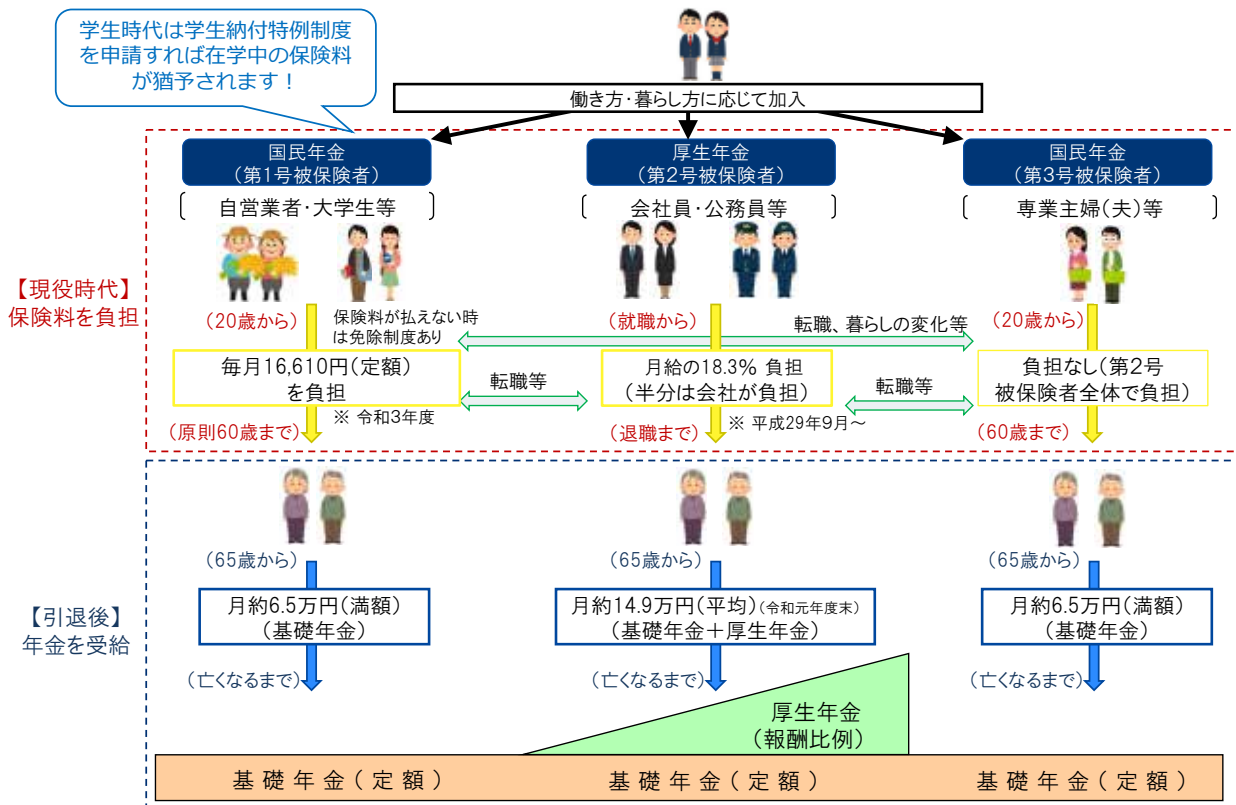 学生時代は学生納付特例制度
を申請すれば在学中の保険料
が猶予されます！
働き方・暮らし方に応じて加入
国民年金
（第1号被保険者）
厚生年金
（第2号被保険者）
国民年金
（第3号被保険者）
自営業者・大学生等
会社員・公務員等
専業主婦（夫）等
【現役時代】
保険料を負担
（20歳から）
保険料が払えない時
は免除制度あり
（就職から）
転職、暮らしの変化等
（20歳から）
毎月16,610円（定額）
を負担
転職等
月給の18.3% 負担
（半分は会社が負担）
転職等
負担なし（第2号
被保険者全体で負担）
※ 令和3年度
※ 平成29年9月～
（原則60歳まで）
（退職まで）
（60歳まで）
【引退後】
年金を受給
（65歳から）
（65歳から）
（65歳から）
月約6.5万円（満額）
（基礎年金）
月約14.9万円（平均）（令和元年度末）
（基礎年金＋厚生年金）
月約6.5万円（満額）
（基礎年金）
（亡くなるまで）
（亡くなるまで）
（亡くなるまで）
厚生年金
（報酬比例）
基礎年金（定額）
基礎年金（定額）
基礎年金（定額）